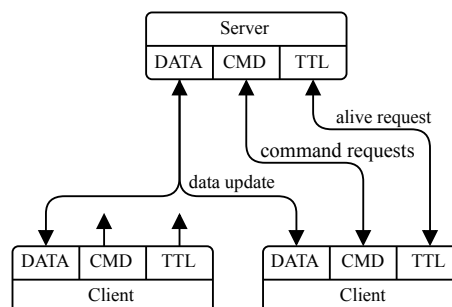 Server
DATA CMD TTL
alive request
command requests
data update
DATA CMD TTL
Client
DATA CMD TTL
Client